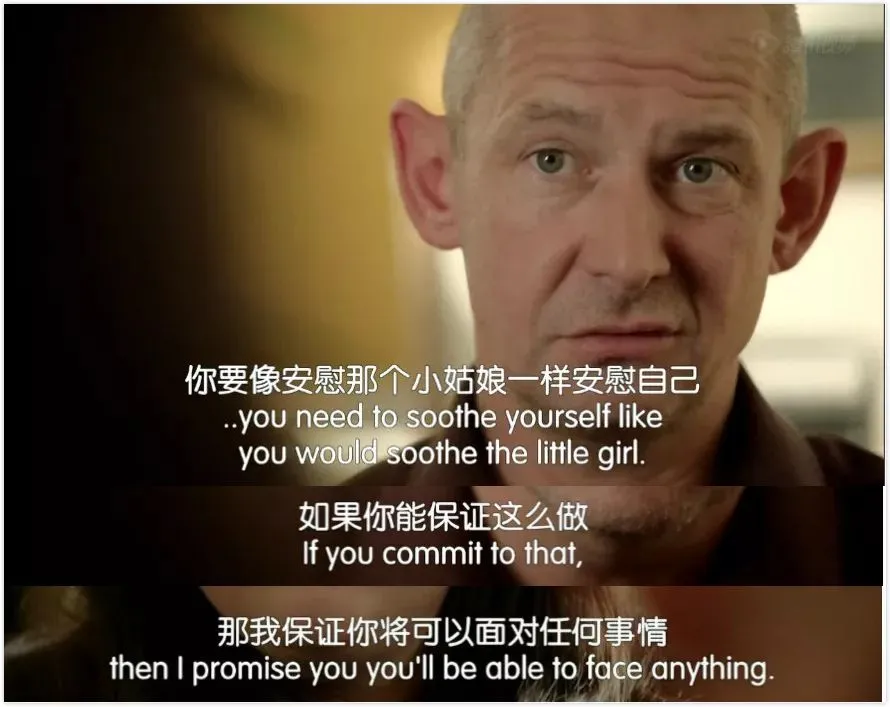 你要像安慰那个小姑娘一样安慰自己
..you need to soothe yourself like
you would soothe the little girl.
如果你能保证这么做
If you commit to that,
那我保证你将可以面对任何事情
then I promise you you'll be able to face anything.